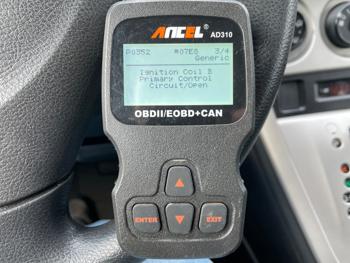 ANCEL AD310
P0352 $07E8 3/4
Generic
Ignition Coil B
Primary Control
Circuit/Open
OBDII/EOBD+CAN
ENTER
EXIT